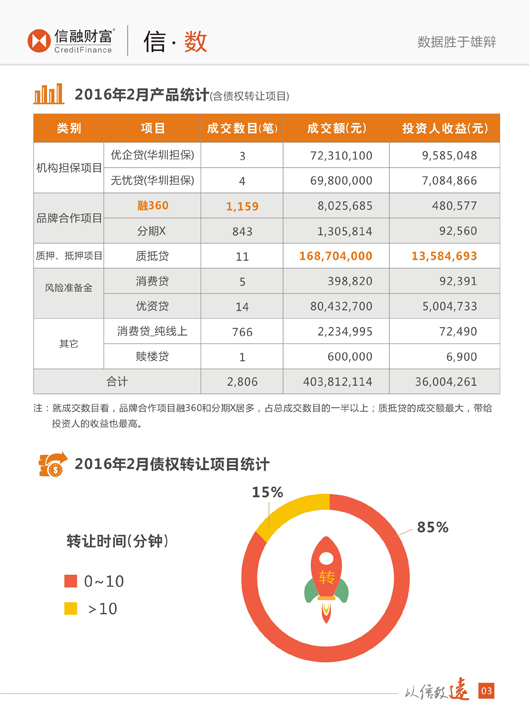 信融财富®
CreditFinance
信 · 数
数据胜于雄辩
2016年2月产品统计(含债权转让项目)
类别 项目 成交数目(笔) 成交额(元) 投资人收益(元)
机构担保项目 优企贷(华圳担保) 3 72,310,100 9,585,048
无忧贷(华圳担保) 4 69,800,000 7,084,866
品牌合作项目 融360 1,159 8,025,685 480,577
分期X 843 1,305,814 92,560
质押、抵押项目 质抵贷 11 168,704,000 13,584,693
风险准备金 消费贷 5 398,820 92,391
优资贷 14 80,432,700 5,004,733
其它 消费贷_纯线上 766 2,234,995 72,490
赎楼贷 1 600,000 6,900
合计 2,806 403,812,114 36,004,261
注：就成交数目看，品牌合作项目融360和分期X居多，占总成交数目的一半以上；质抵贷的成交额最大，带给
投资人的收益也最高。
2016年2月债权转让项目统计
15%
85%
转让时间(分钟)
0~10
>10
转
以信致遠
03